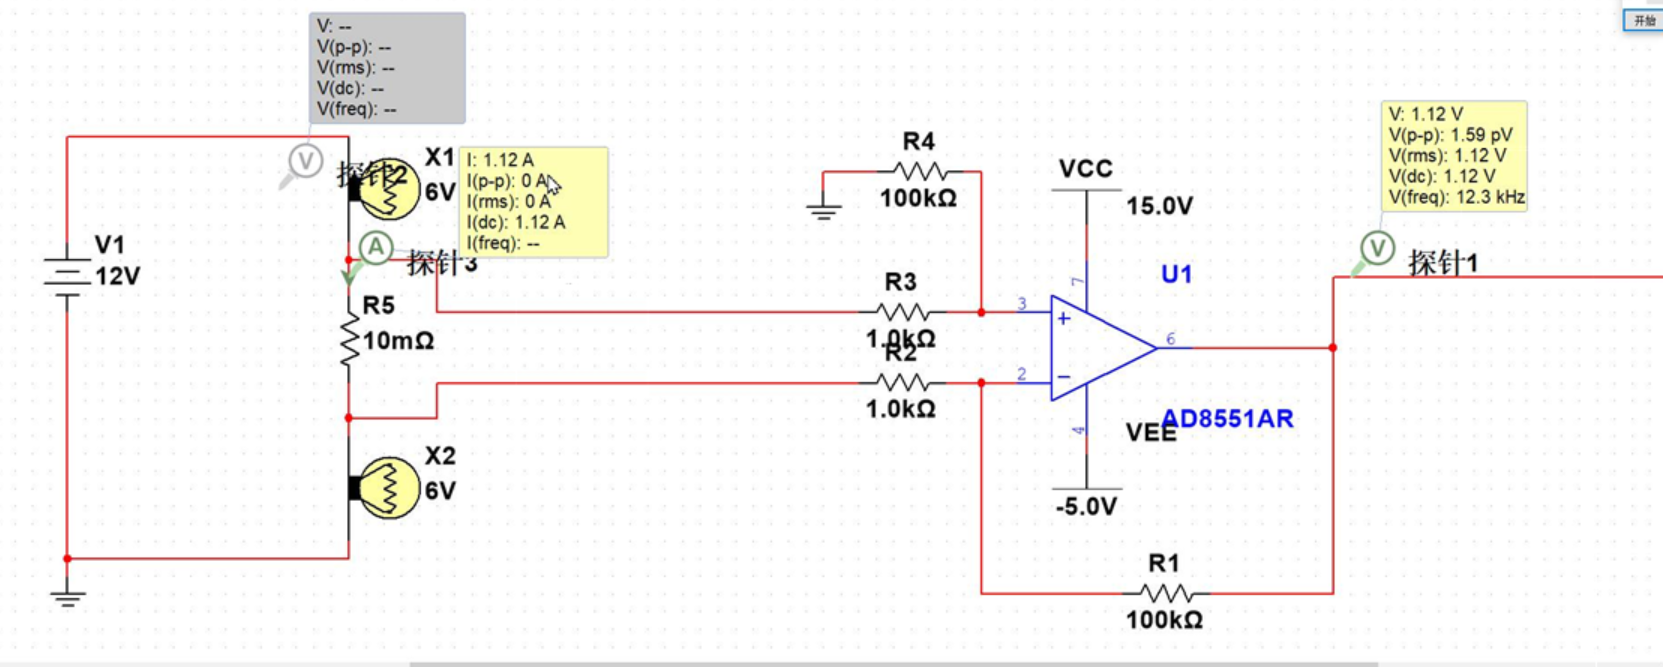 开始
V: --
V(p-p): --
V(rms): --
V(dc): --
V(freq): --
V
探针2
X1
6V
I: 1.12 A
I(p-p): 0 A
I(rms): 0 A
I(dc): 1.12 A
I(freq): --
A
探针3
V1
12V
R5
10mΩ
X2
6V
R4
100kΩ
R3
1.0kΩ
R2
1.0kΩ
VCC
15.0V
7
U1
3
+
2
−
6
4
AD8551AR
VEE
-5.0V
R1
100kΩ
V: 1.12 V
V(p-p): 1.59 pV
V(rms): 1.12 V
V(dc): 1.12 V
V(freq): 12.3 kHz
V
探针1